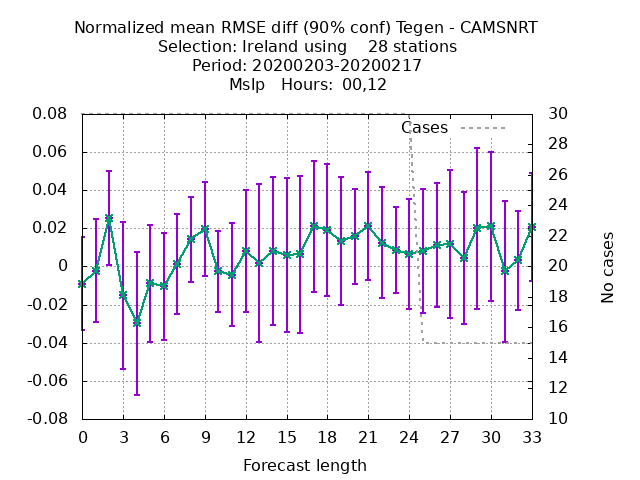 Normalized mean RMSE diff (90% conf) Tegen - CAMSNRT
Selection: Ireland using    28 stations
Period: 20200203-20200217
Mslp   Hours: 00,12
Cases
0.08
0.06
0.04
0.02
0
-0.02
-0.04
-0.06
-0.08
30
28
26
24
22
20
18
16
14
12
10
No cases
0 3 6 9 12 15 18 21 24 27 30 33
Forecast length